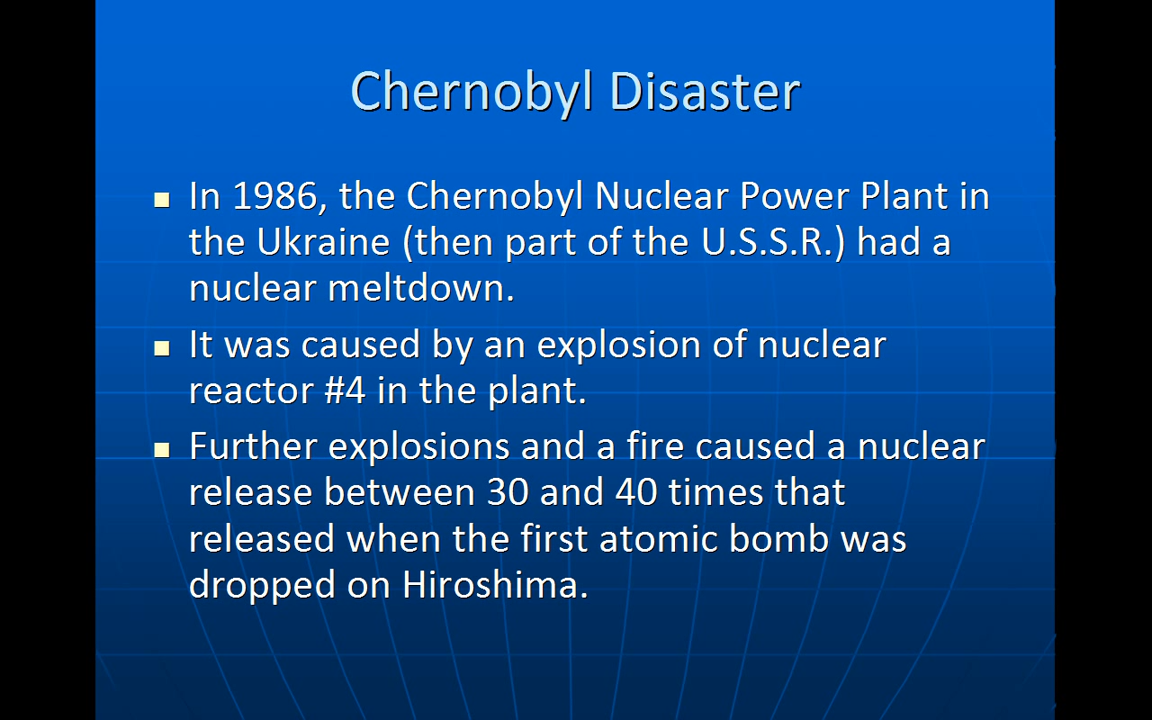 Chernobyl Disaster
In 1986, the Chernobyl Nuclear Power Plant in
the Ukraine (then part of the U.S.S.R.) had a
nuclear meltdown.
It was caused by an explosion of nuclear
reactor #4 in the plant.
Further explosions and a fire caused a nuclear
release between 30 and 40 times that
released when the first atomic bomb was
dropped on Hiroshima.